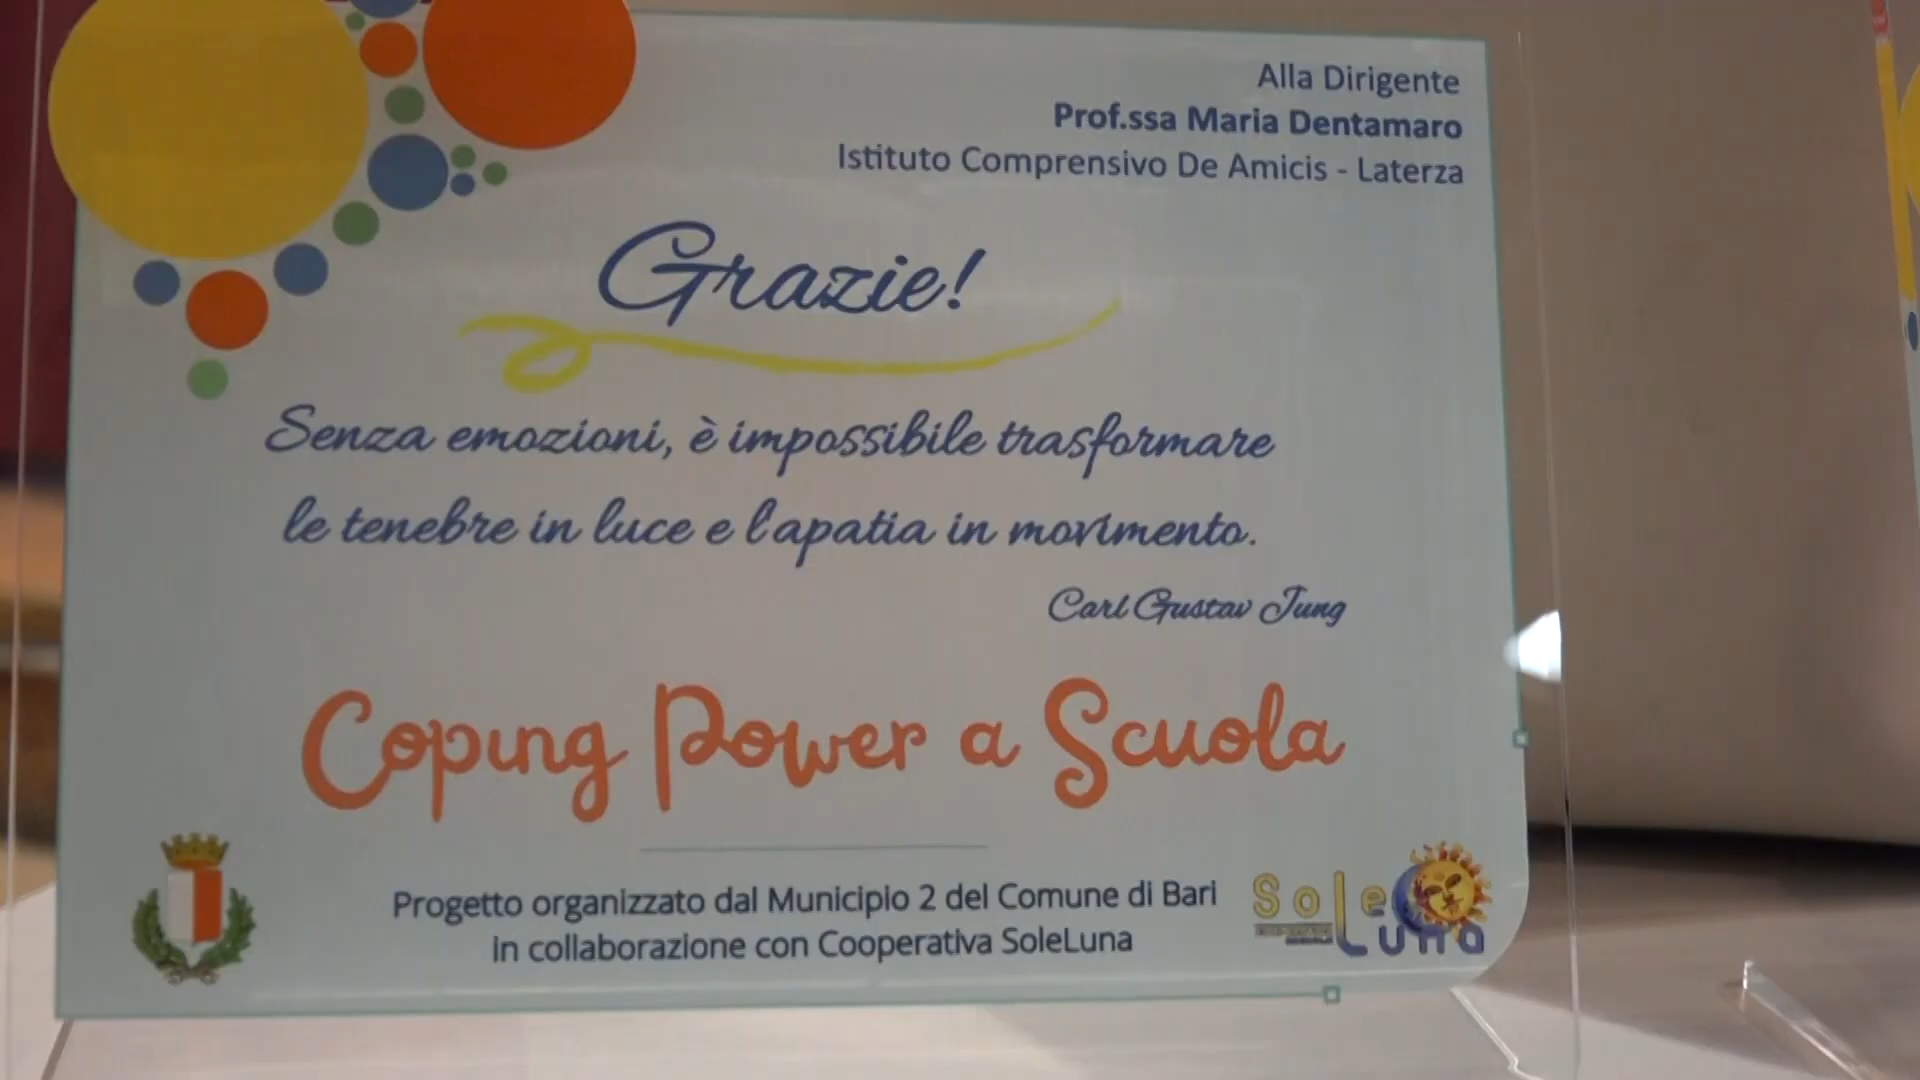 Alla Dirigente
Prof.ssa Maria Dentamaro
Istituto Comprensivo De Amicis - Laterza
Grazie!
Senza emozioni, è impossibile trasformare
le tenebre in luce e l'apatia in movimento.
Carl Gustav Jung
Coping Power a Scuola
Progetto organizzato dal Municipio 2 del Comune di Bari
in collaborazione con Cooperativa SoleLuna
Sole
Luna